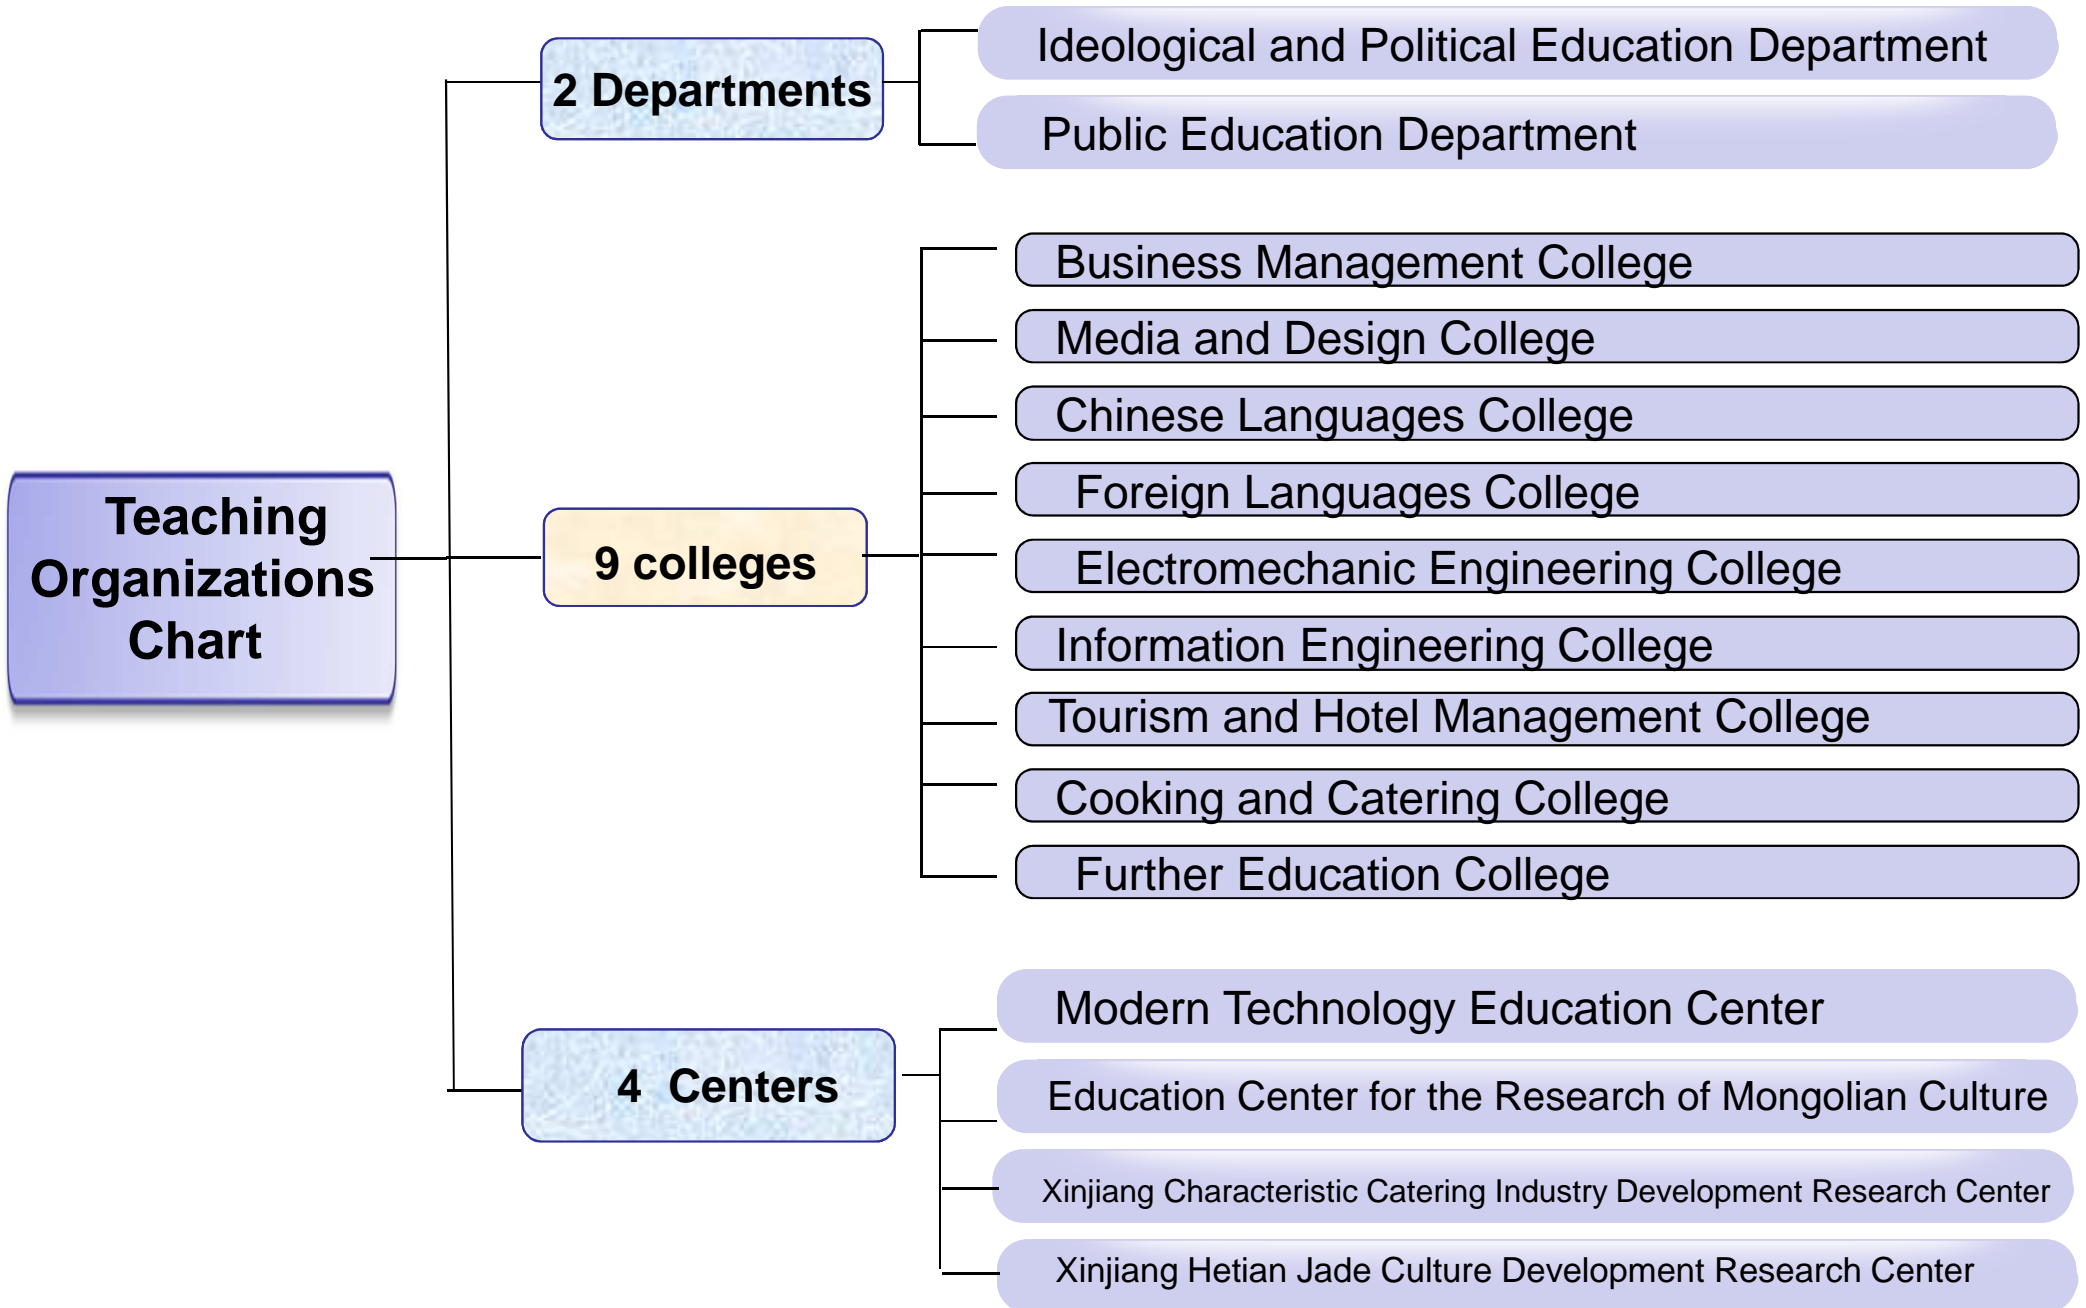 Teaching
Organizations
Chart
2 Departments
Ideological and Political Education Department
Public Education Department
9 colleges
Business Management College
Media and Design College
Chinese Languages College
Foreign Languages College
Electromechanic Engineering College
Information Engineering College
Tourism and Hotel Management College
Cooking and Catering College
Further Education College
4 Centers
Modern Technology Education Center
Education Center for the Research of Mongolian Culture
Xinjiang Characteristic Catering Industry Development Research Center
Xinjiang Hetian Jade Culture Development Research Center